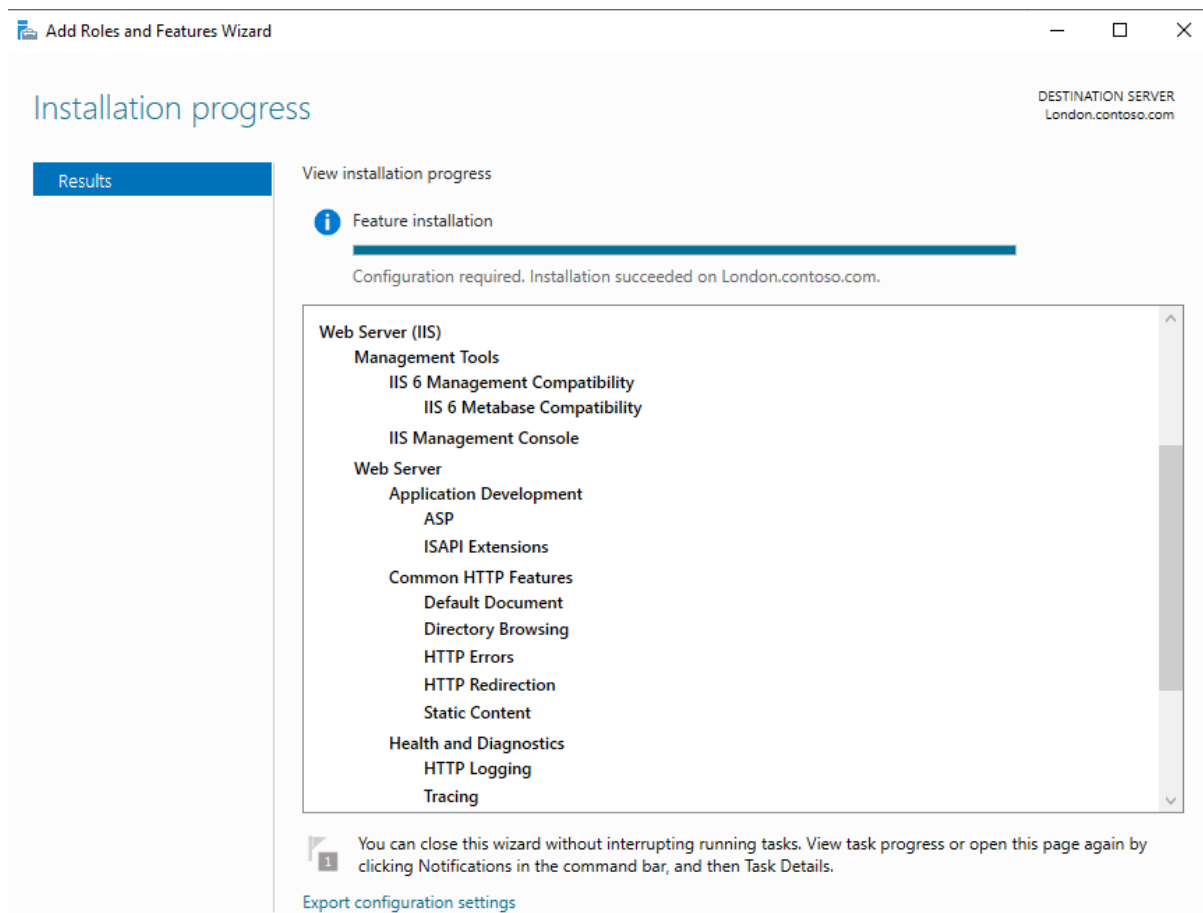 Add Roles and Features Wizard
Installation progress
DESTINATION SERVER
London.contoso.com
Results
View installation progress
Feature installation
Configuration required. Installation succeeded on London.contoso.com.
Web Server (IIS)
Management Tools
IIS 6 Management Compatibility
IIS 6 Metabase Compatibility
IIS Management Console
Web Server
Application Development
ASP
ISAPI Extensions
Common HTTP Features
Default Document
Directory Browsing
HTTP Errors
HTTP Redirection
Static Content
Health and Diagnostics
HTTP Logging
Tracing
1
You can close this wizard without interrupting running tasks. View task progress or open this page again by
clicking Notifications in the command bar, and then Task Details.
Export configuration settings